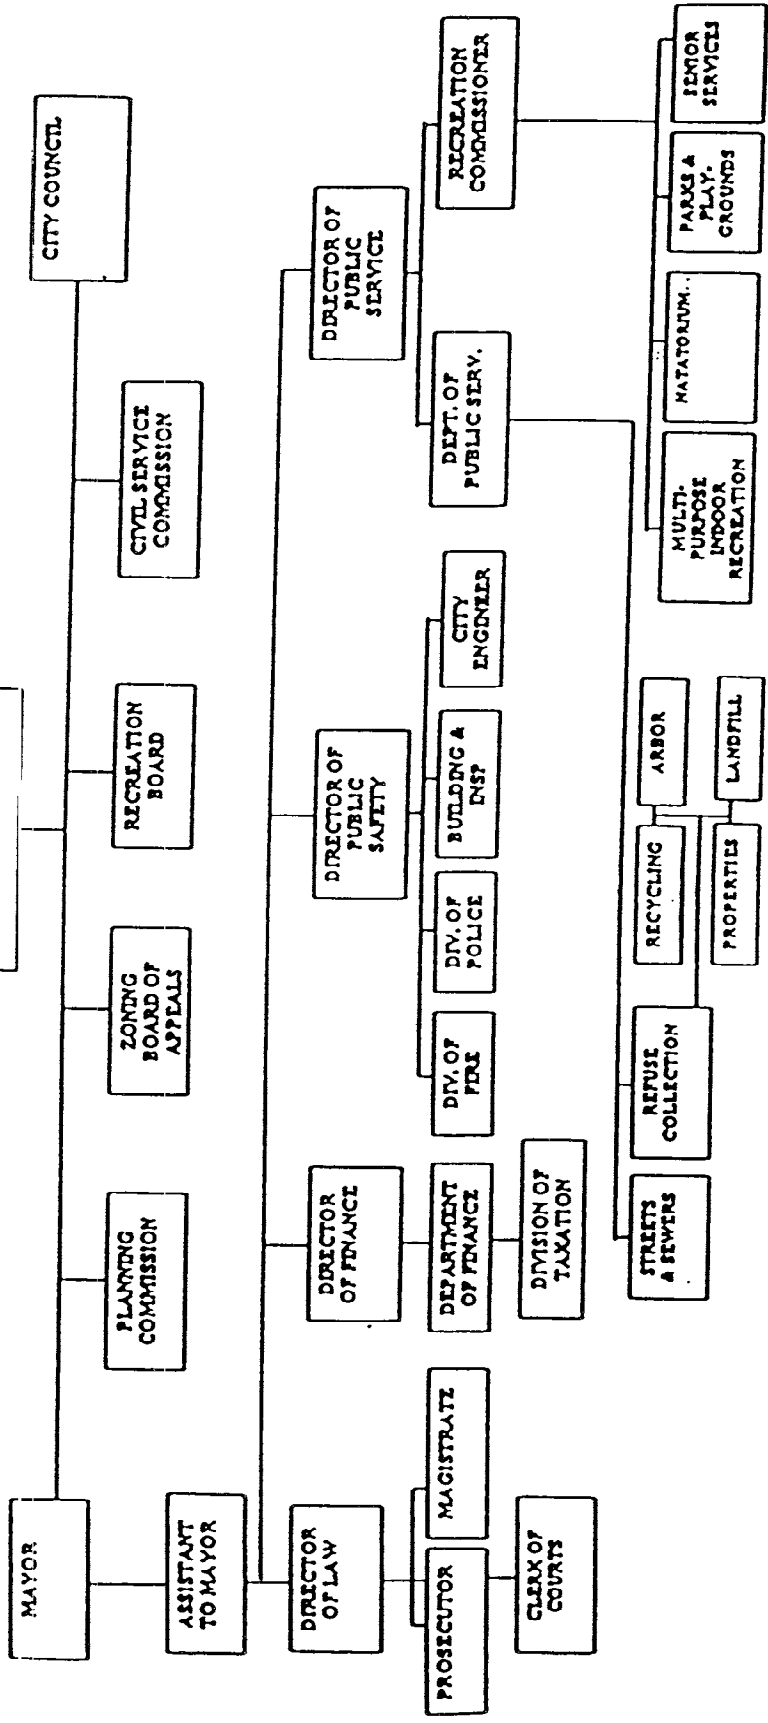 MAYOR
CITY COUNCIL
PLANNING
COMMISSION
ZONING
BOARD OF
APPEALS
RECREATION
BOARD
CIVIL SERVICE
COMMISSION
ASSISTANT
TO MAYOR
DIRECTOR
OF LAW
DIRECTOR
OF FINANCE
DIRECTOR OF
PUBLIC
SAFETY
DIRECTOR OF
PUBLIC
SERVICE
PROSECUTOR
MAGISTRATE
DEPARTMENT
OF FINANCE
DIV. OF
FIRE
DIV. OF
POLICE
BUILDING &
INSP
CITY
ENGINEER
DEPT. OF
PUBLIC SERV.
RECREATION
COMMISSIONER
CLERK OF
COURTS
DIVISION OF
TAXATION
STREETS
& SEWERS
REFUSE
COLLECTION
RECYCLING
ARBOR
PROPERTIES
LANDFILL
MULTI-
PURPOSE
INDOOR
RECREATION
NATATORIUM..
PARKS &
PLAY-
GROUNDS
SENIOR
SERVICES